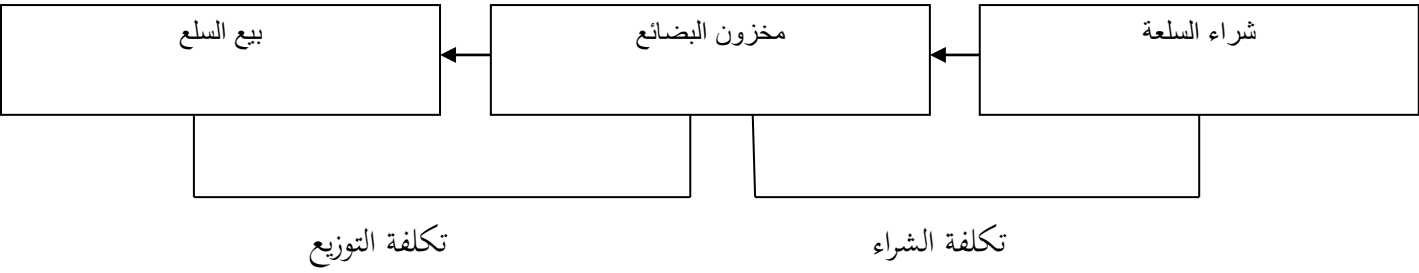 شراء السلعة
مخزون البضائع
بيع السلع
تكلفة الشراء
تكلفة التوزيع